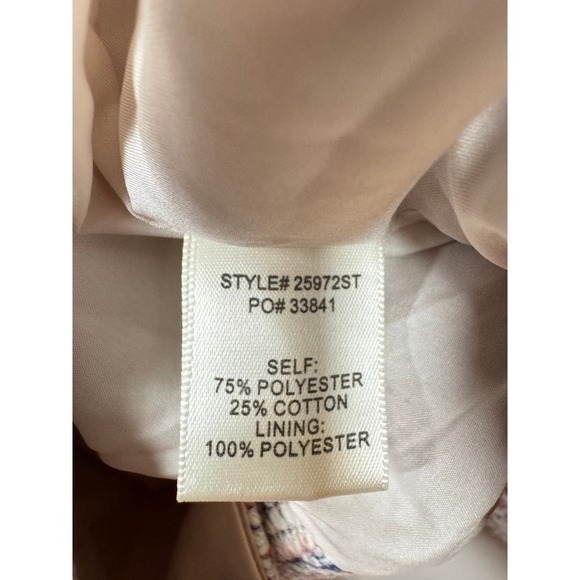 STYLE# 25972ST
PO# 33841
SELF:
75% POLYESTER
25% COTTON
LINING:
100% POLYESTER